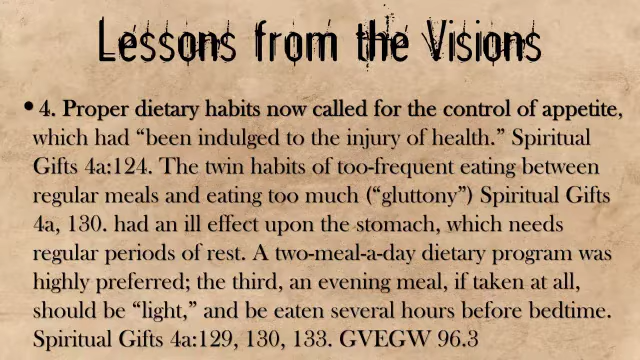 Lessons from the Visions
• 4. Proper dietary habits now called for the control of appetite,
which had “been indulged to the injury of health.” Spiritual
Gifts 4a:124. The twin habits of too-frequent eating between
regular meals and eating too much (“gluttony”) Spiritual Gifts
4a, 130. had an ill effect upon the stomach, which needs
regular periods of rest. A two-meal-a-day dietary program was
highly preferred; the third, an evening meal, if taken at all,
should be “light,” and be eaten several hours before bedtime.
Spiritual Gifts 4a:129, 130, 133. GVEGW 96.3